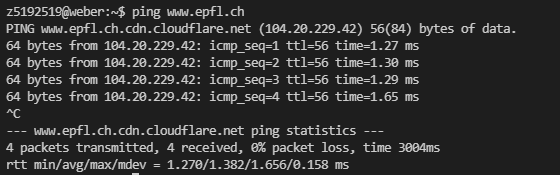 z5192519@weber:~$ ping www.epfl.ch
PING www.epfl.ch.cdn.cloudflare.net (104.20.229.42) 56(84) bytes of data.
64 bytes from 104.20.229.42: icmp_seq=1 ttl=56 time=1.27 ms
64 bytes from 104.20.229.42: icmp_seq=2 ttl=56 time=1.30 ms
64 bytes from 104.20.229.42: icmp_seq=3 ttl=56 time=1.29 ms
64 bytes from 104.20.229.42: icmp_seq=4 ttl=56 time=1.65 ms
^C
--- www.epfl.ch.cdn.cloudflare.net ping statistics ---
4 packets transmitted, 4 received, 0% packet loss, time 3004ms
rtt min/avg/max/mdev = 1.270/1.382/1.656/0.158 ms